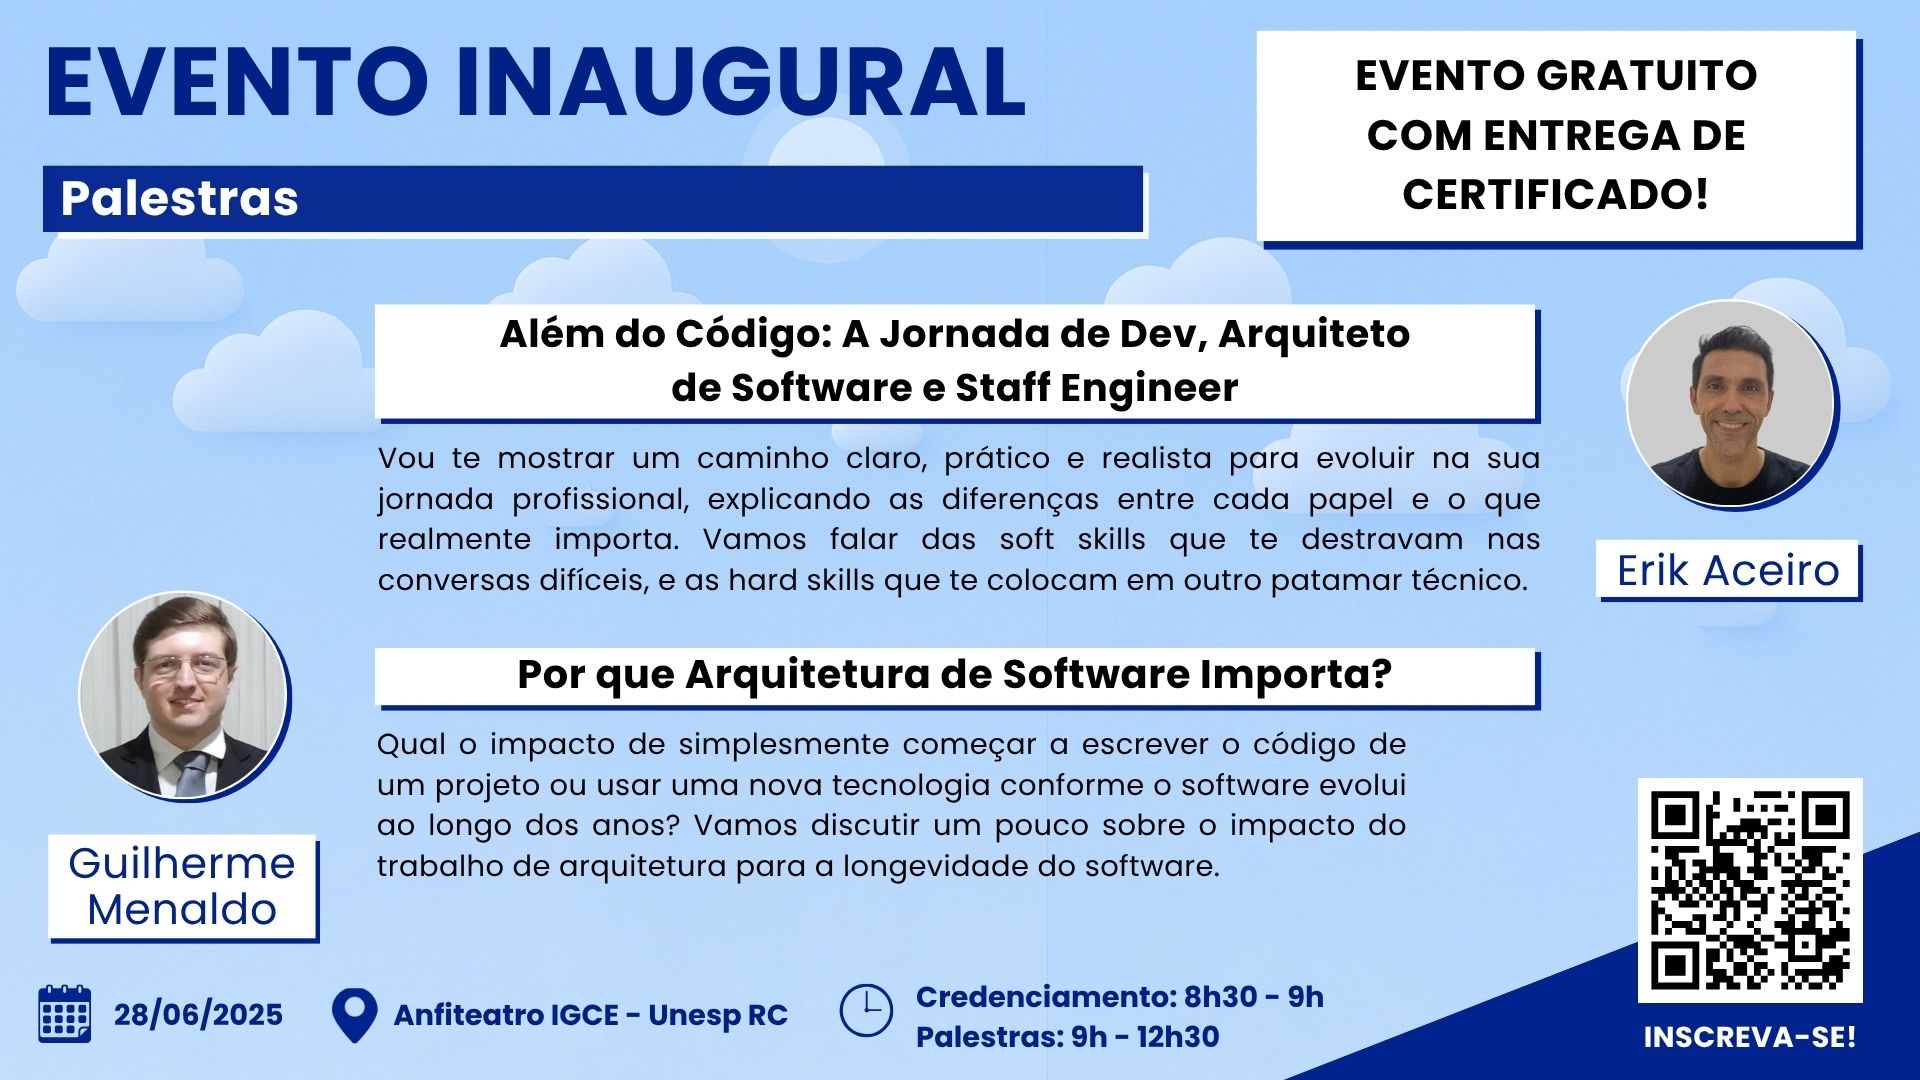 EVENTO INAUGURAL
Palestras
EVENTO GRATUITO
COM ENTREGA DE
CERTIFICADO!
Além do Código: A Jornada de Dev, Arquiteto
de Software e Staff Engineer
Vou te mostrar um caminho claro, prático e realista para evoluir na sua
jornada profissional, explicando as diferenças entre cada papel e o que
realmente importa. Vamos falar das soft skills que te destravam nas
conversas difíceis, e as hard skills que te colocam em outro patamar técnico.
Erik Aceiro
Por que Arquitetura de Software Importa?
Qual o impacto de simplesmente começar a escrever o código de
um projeto ou usar uma nova tecnologia conforme o software evolui
ao longo dos anos? Vamos discutir um pouco sobre o impacto do
trabalho de arquitetura para a longevidade do software.
Guilherme
Menaldo
28/06/2025
Anfiteatro IGCE - Unesp RC
Credenciamento: 8h30 - 9h
Palestras: 9h - 12h30
INSCREVA-SE!